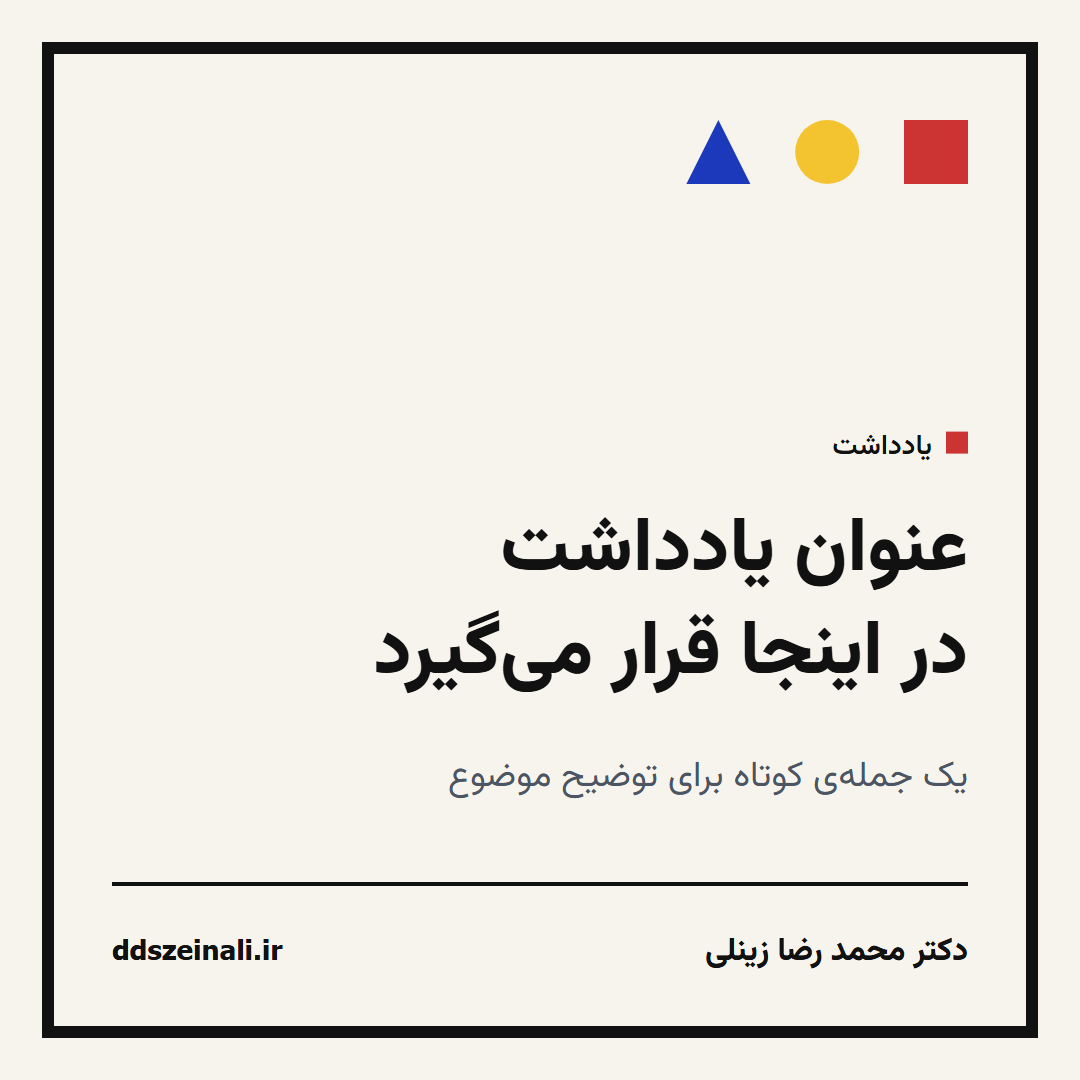 یادداشت
عنوان یادداشت
در اینجا قرار می‌گیرد
یک جمله‌ی کوتاه برای توضیح موضوع
دکتر محمد رضا زینلی
ddszeinali.ir